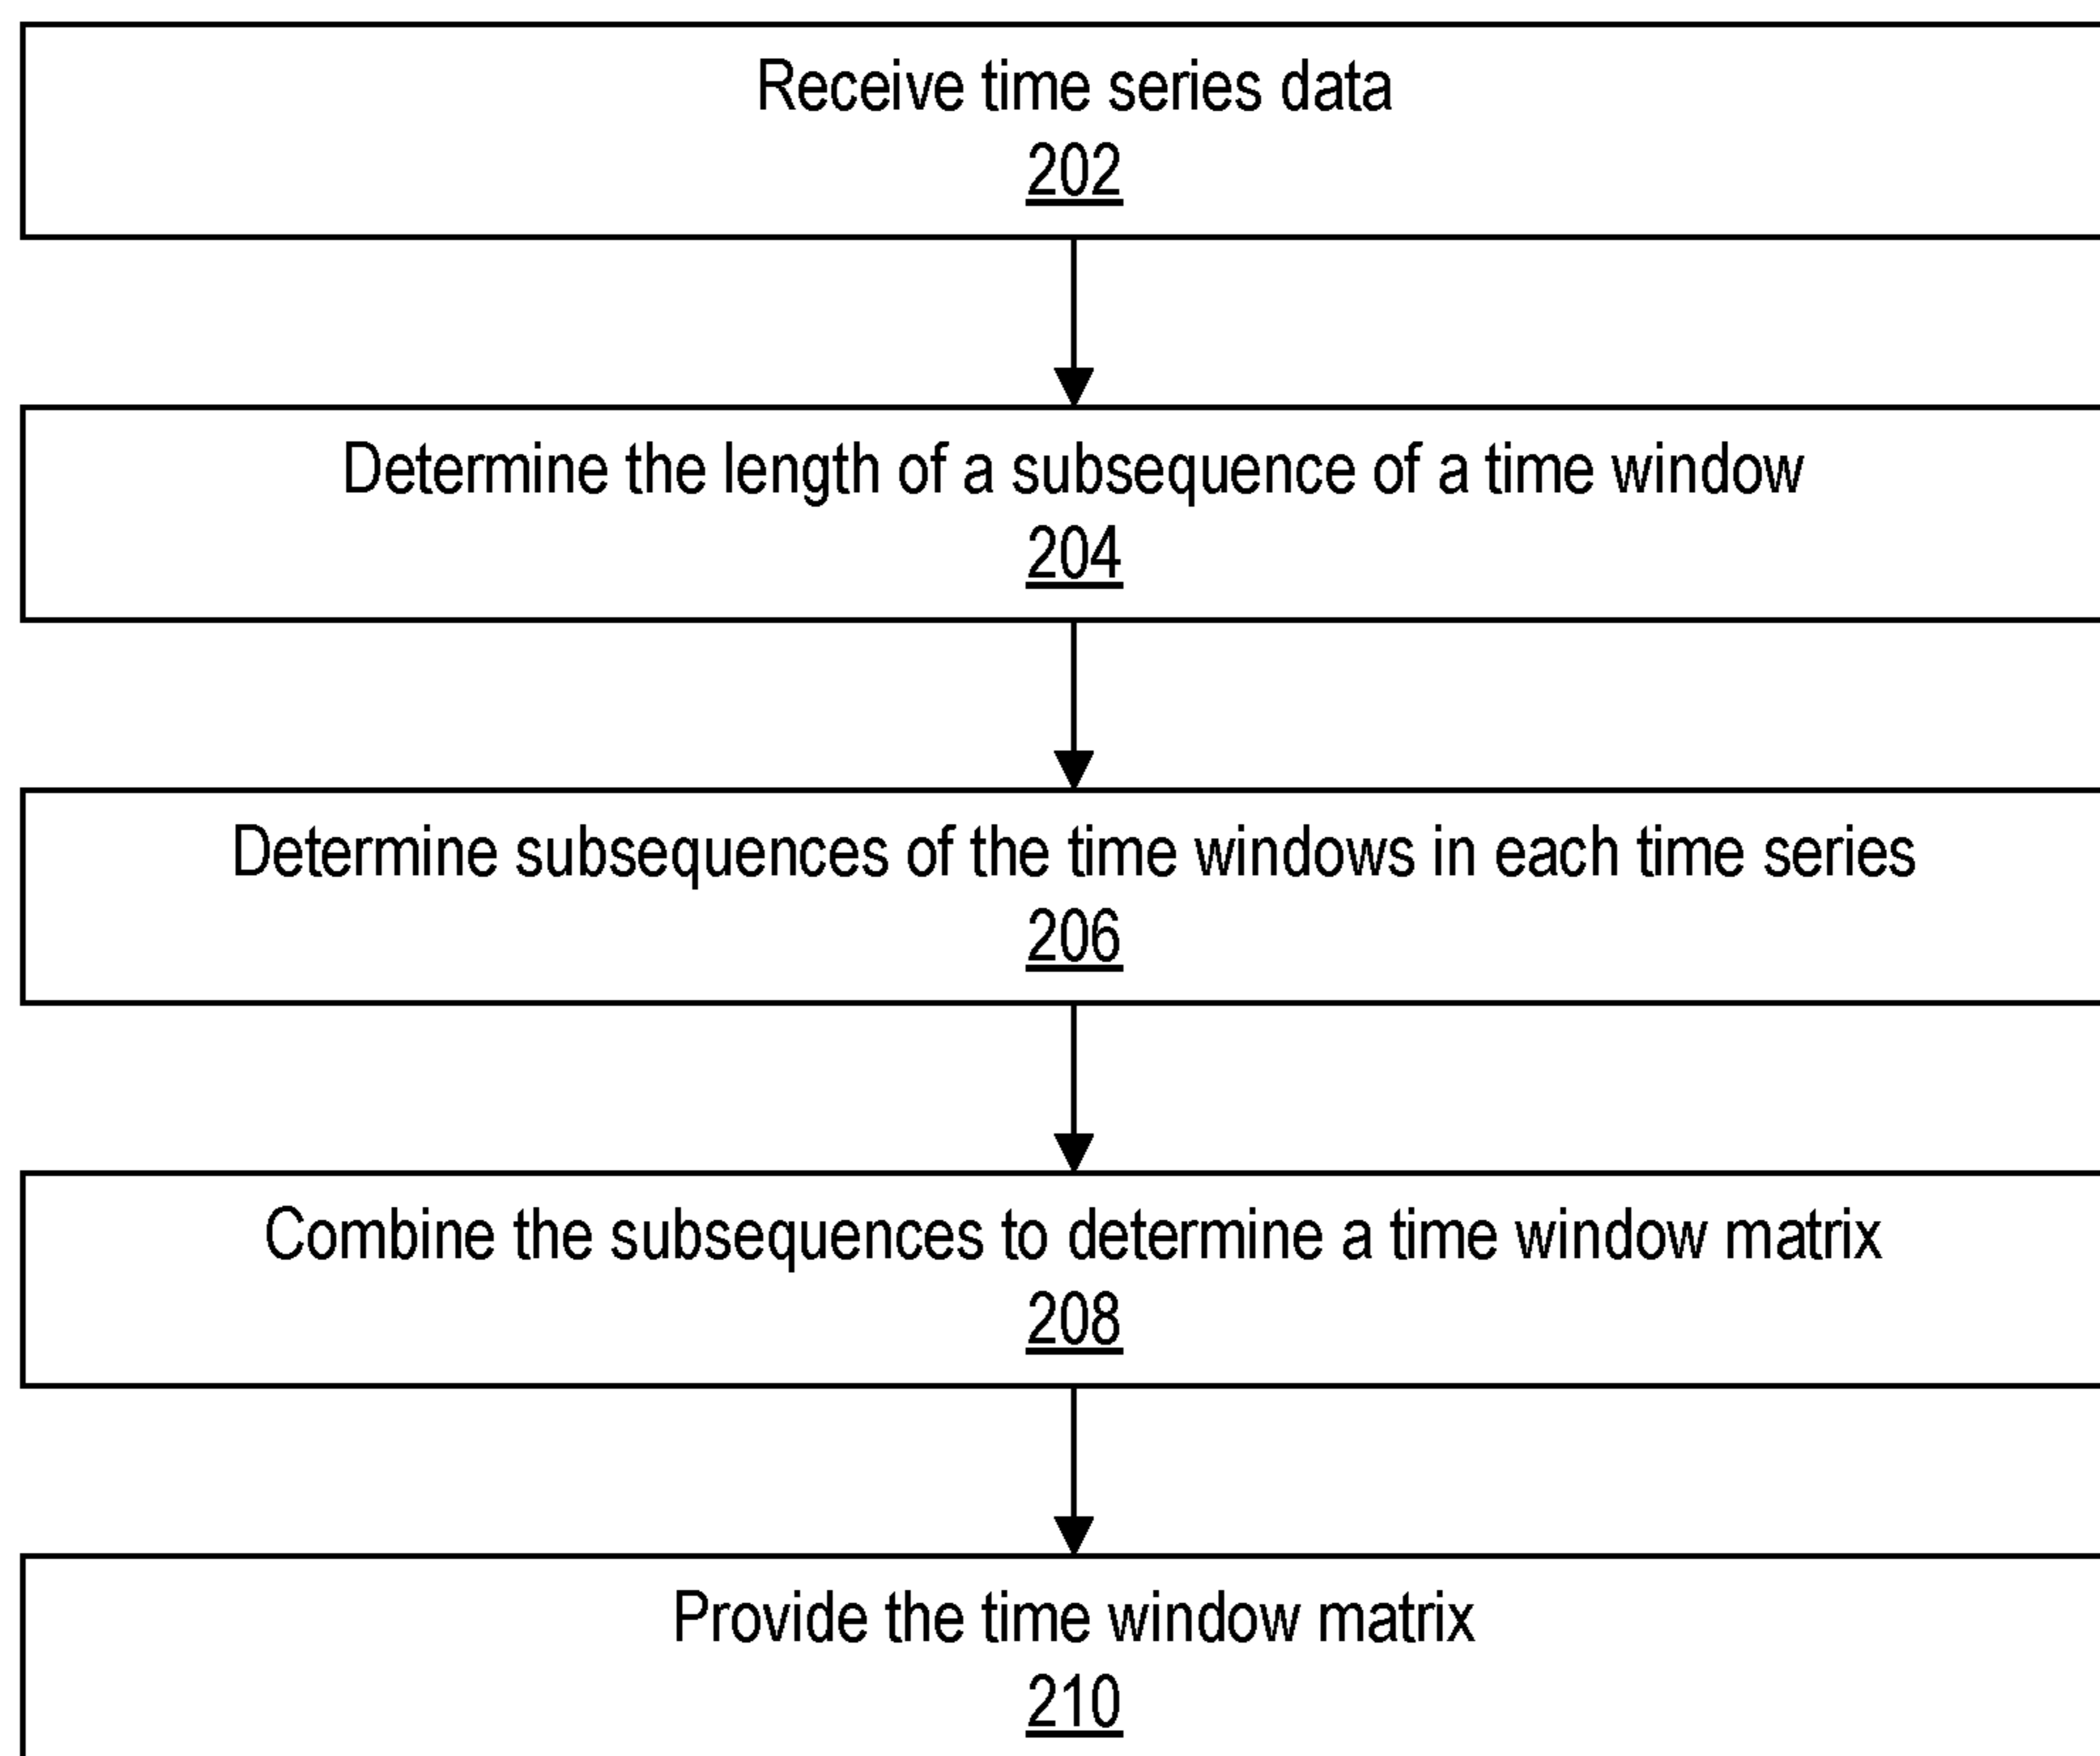 Receive time series data
202
Determine the length of a subsequence of a time window
204
Determine subsequences of the time windows in each time series
206
Combine the subsequences to determine a time window matrix
208
Provide the time window matrix
210